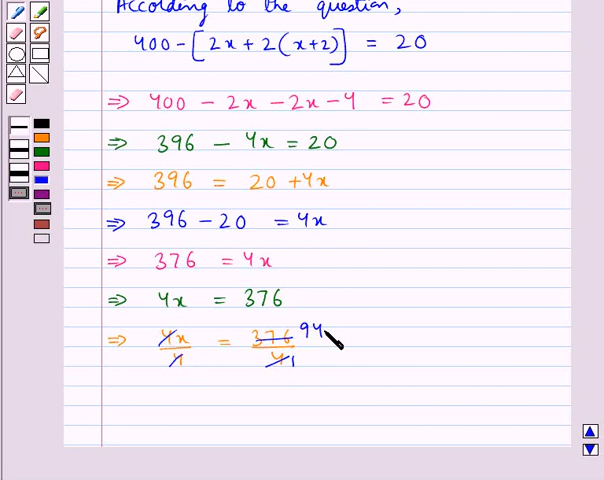 According to the question,
400 - [ 2x + 2 ( x+2 ) ] = 20
⇒ 400 - 2x - 2x - 4 = 20
⇒ 396 - 4x = 20
⇒ 396 = 20 + 4x
⇒ 396 - 20 = 4x
⇒ 376 = 4x
⇒ 4x = 376
⇒ 4x/4 = 376/4 94 1